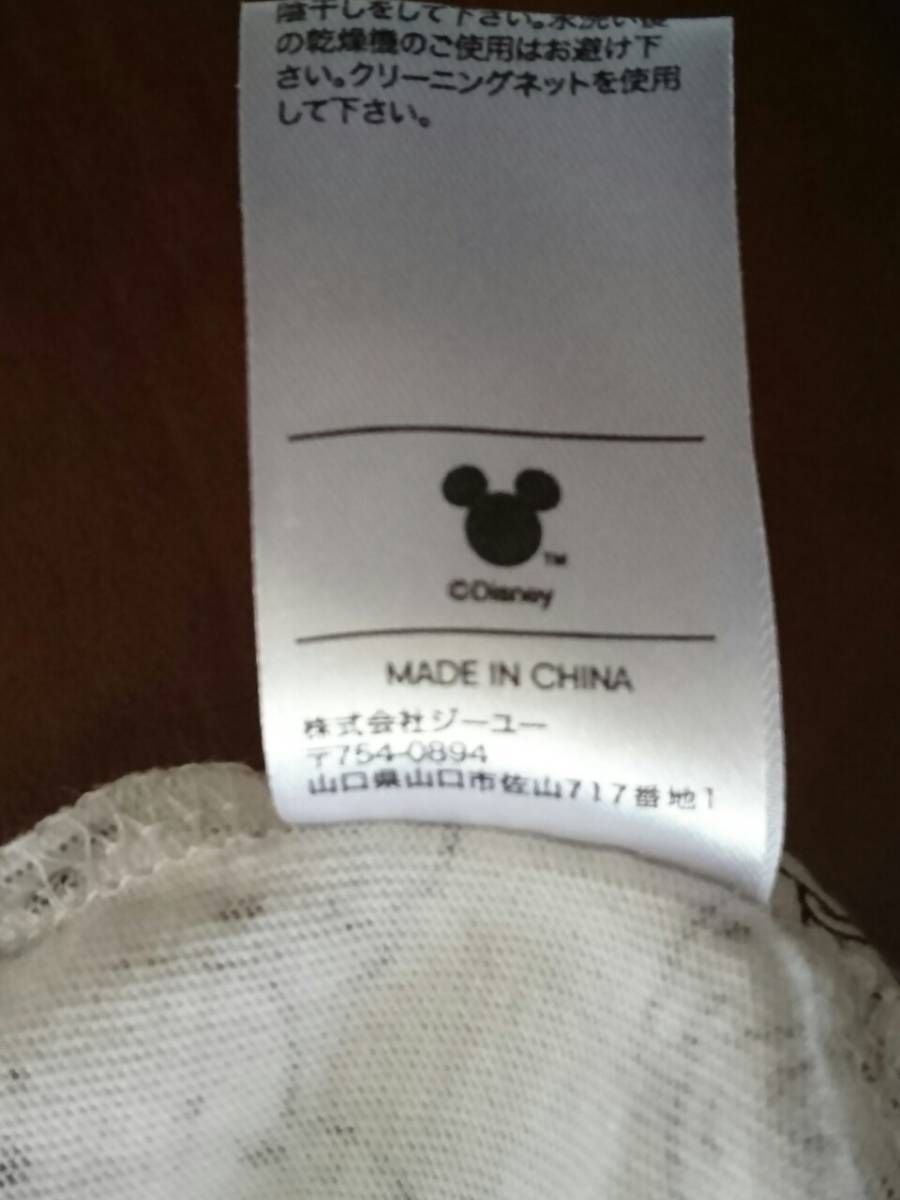 陰干しをして下さい。水洗い後
の乾燥機のご使用はお避け下
さい。クリーニングネットを使用
して下さい。
TM
©Disney
MADE IN CHINA
株式会社ジーユー
〒754-0894
山口県山口市佐山717番地1